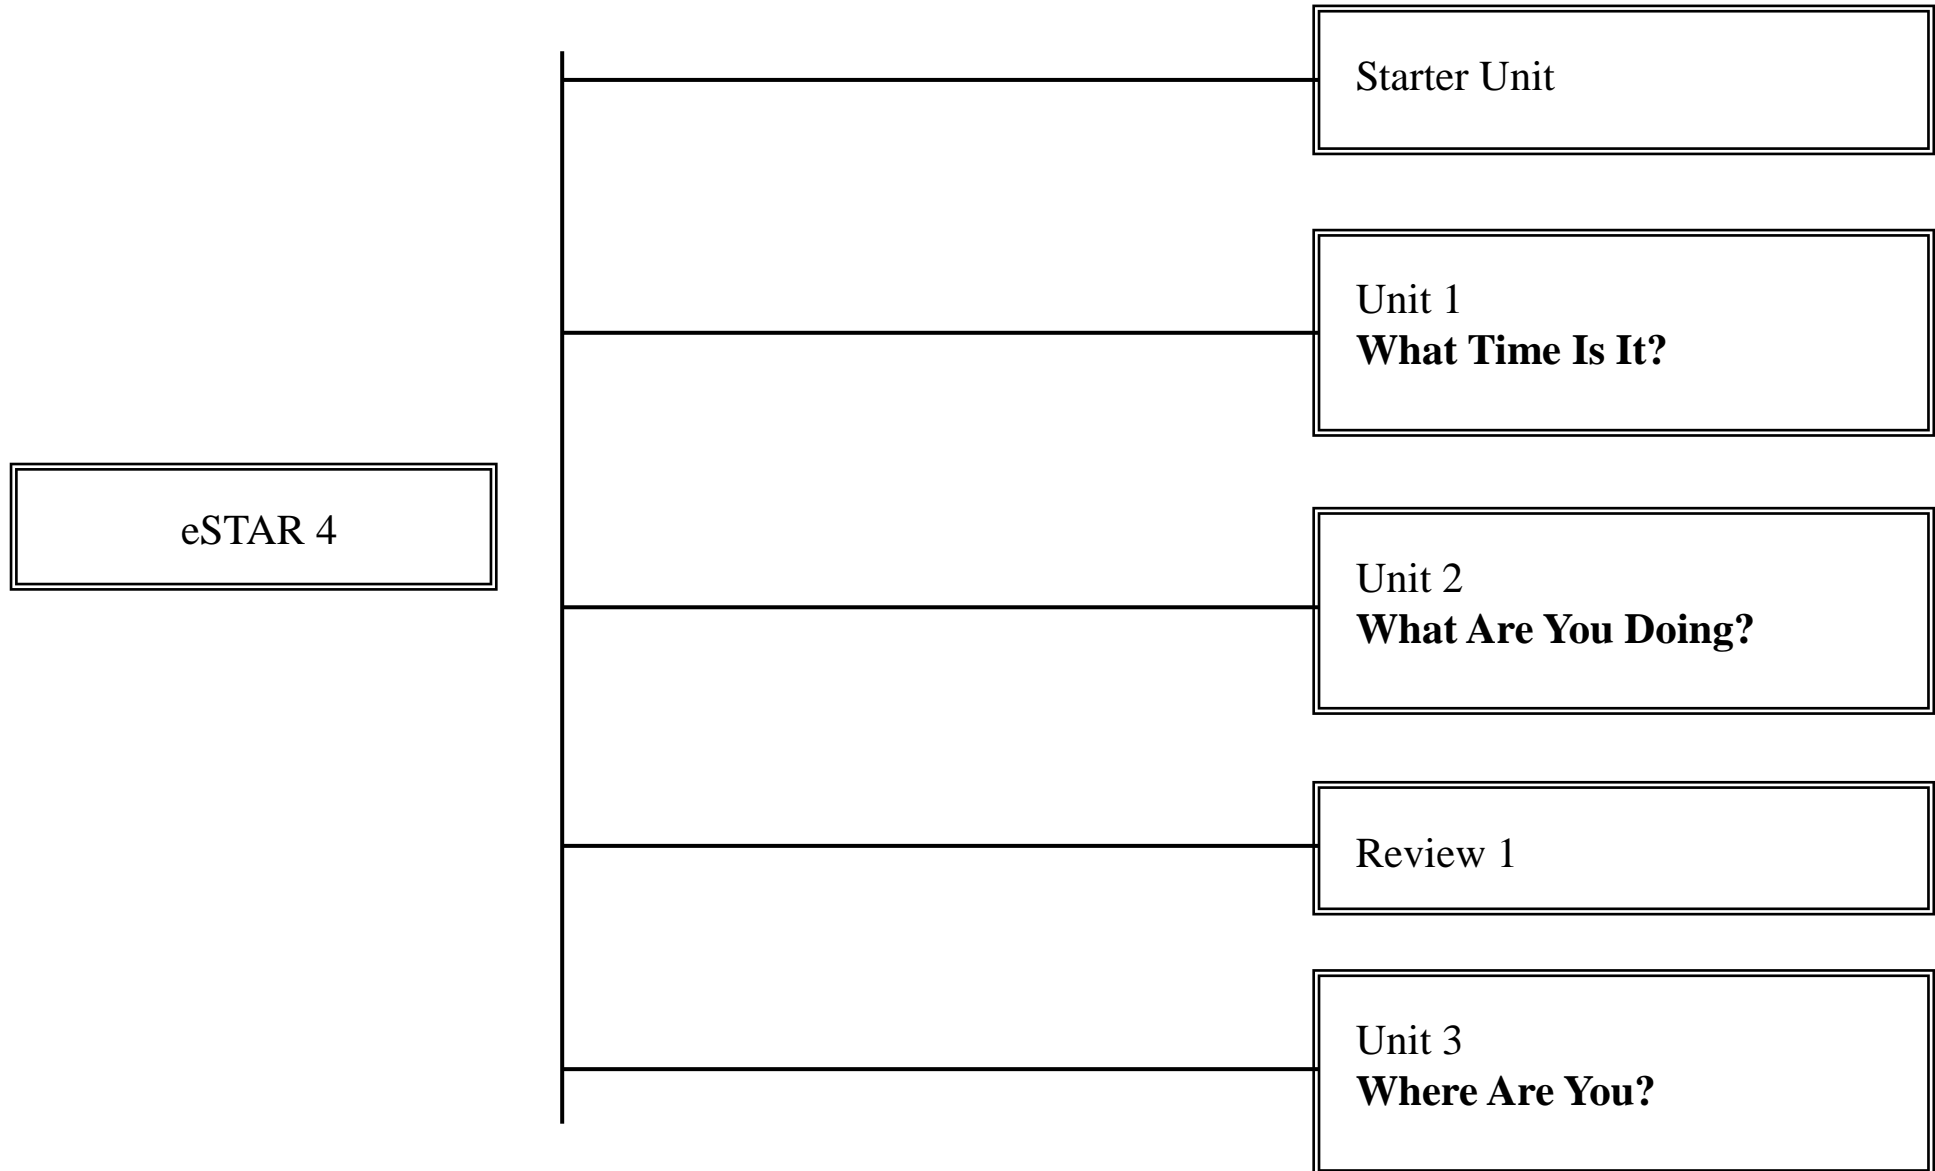 Starter Unit
Unit 1
What Time Is It?
eSTAR 4
Unit 2
What Are You Doing?
Review 1
Unit 3
Where Are You?